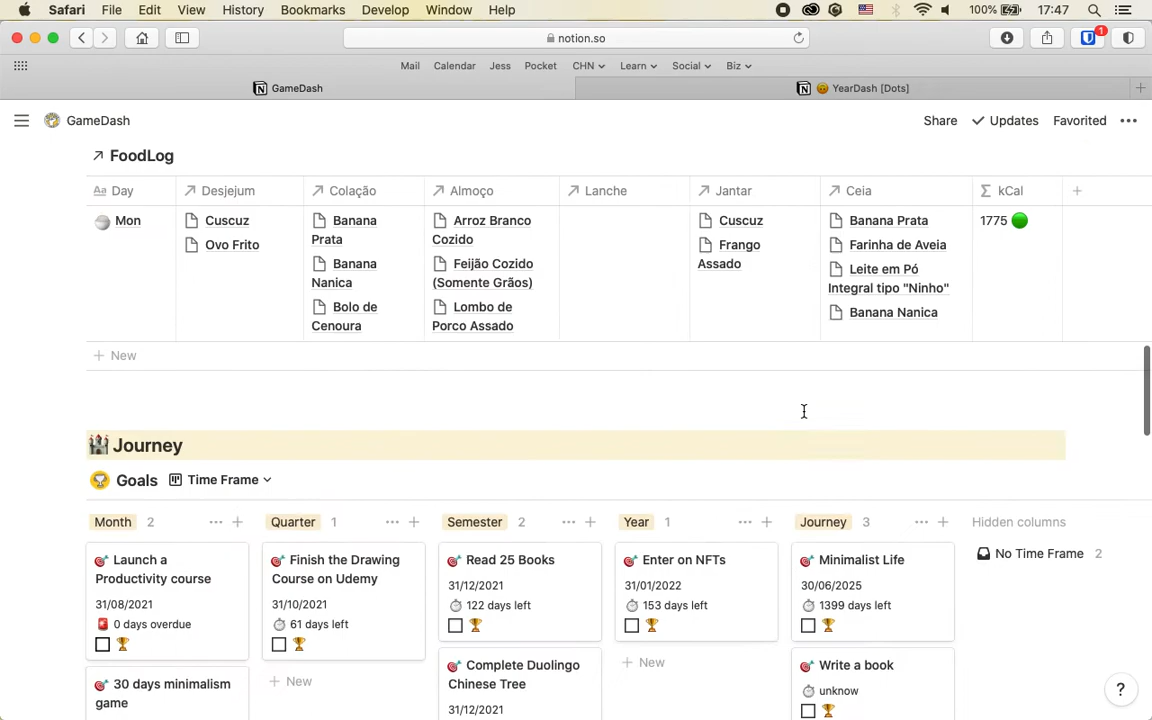 Safari File Edit View History Bookmarks Develop Window Help 100% 17:47
notion.so 1
Mail Calendar Jess Pocket CHN Learn Social Biz
GameDash YearDash [Dots]
GameDash Share Updates Favorited
FoodLog
Aa Day Desjejum Colação Almoço Lanche Jantar Ceia Σ kCal
Mon Cuscuz Banana Arroz Branco Cuscuz Banana Prata 1775
Prata Cozido
Ovo Frito Frango Farinha de Aveia
Banana Feijão Cozido Assado Leite em Pó
Nanica (Somente Grãos) Integral tipo "Ninho"
Bolo de Lombo de Banana Nanica
Cenoura Porco Assado
New
Journey
Goals Time Frame
Month 2 Quarter 1 Semester 2 Year 1 Journey 3 Hidden columns
Launch a Finish the Drawing Read 25 Books Enter on NFTs Minimalist Life No Time Frame 2
Productivity course Course on Udemy 31/12/2021 31/01/2022 30/06/2025
31/08/2021 31/10/2021 122 days left 153 days left 1399 days left
0 days overdue 61 days left
New
30 days minimalism New Complete Duolingo Write a book
game Chinese Tree unknow
31/12/2021
?